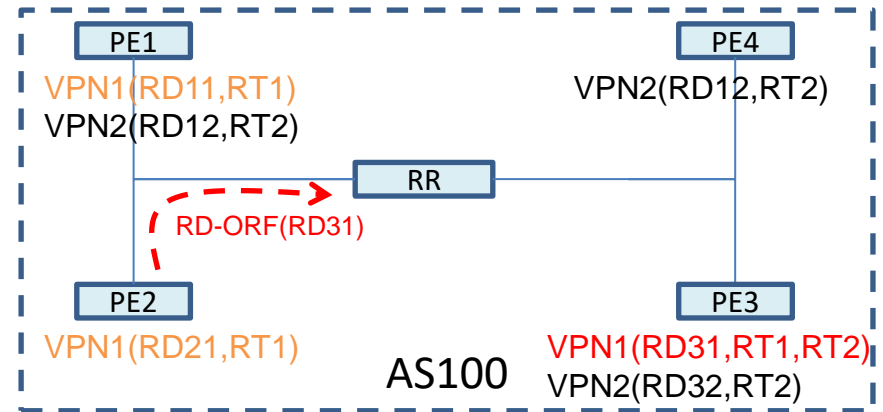 PE1
PE4
VPN1(RD11,RT1)
VPN2(RD12,RT2)
VPN2(RD12,RT2)
RR
RD-ORF(RD31)
PE2
PE3
VPN1(RD21,RT1)
VPN1(RD31,RT1,RT2)
AS100
VPN2(RD32,RT2)